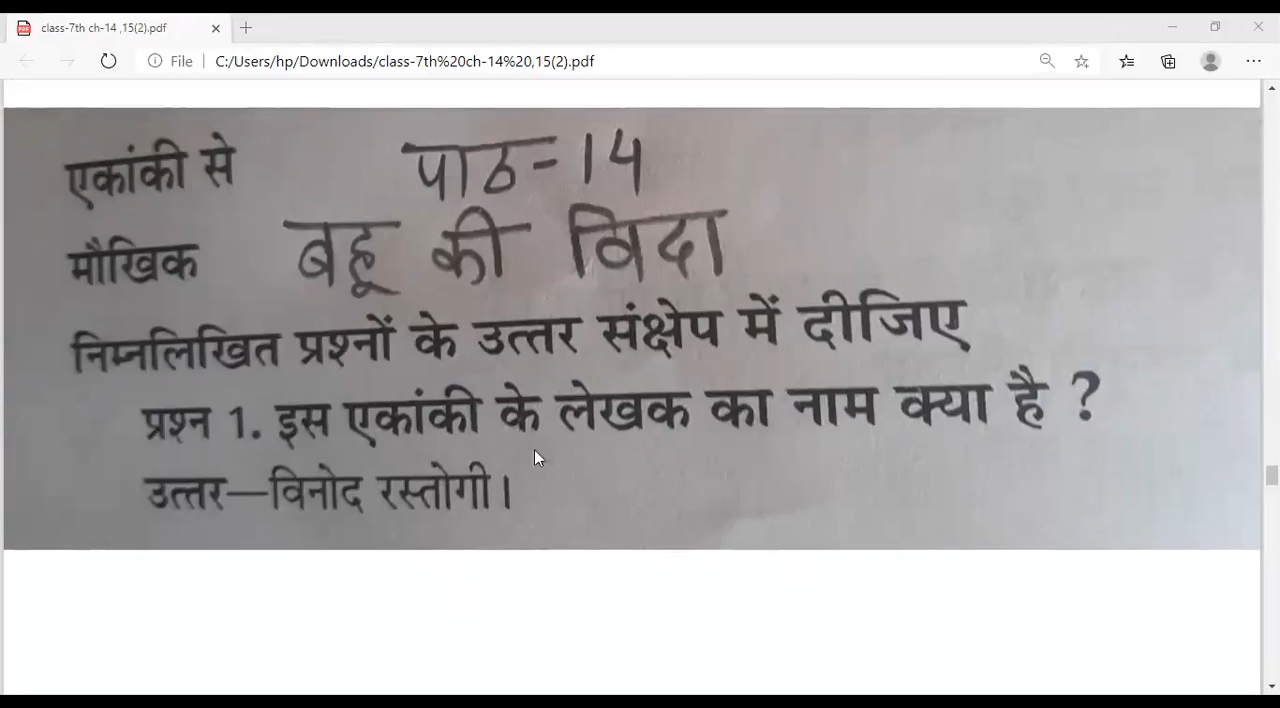 class-7th ch-14 ,15(2).pdf
File C:/Users/hp/Downloads/class-7th%20ch-14%20,15(2).pdf
एकांकी से पाठ-14
मौखिक बहू की विदा
निम्नलिखित प्रश्नों के उत्तर संक्षेप में दीजिए
प्रश्न 1. इस एकांकी के लेखक का नाम क्या है ?
उत्तर—विनोद रस्तोगी।